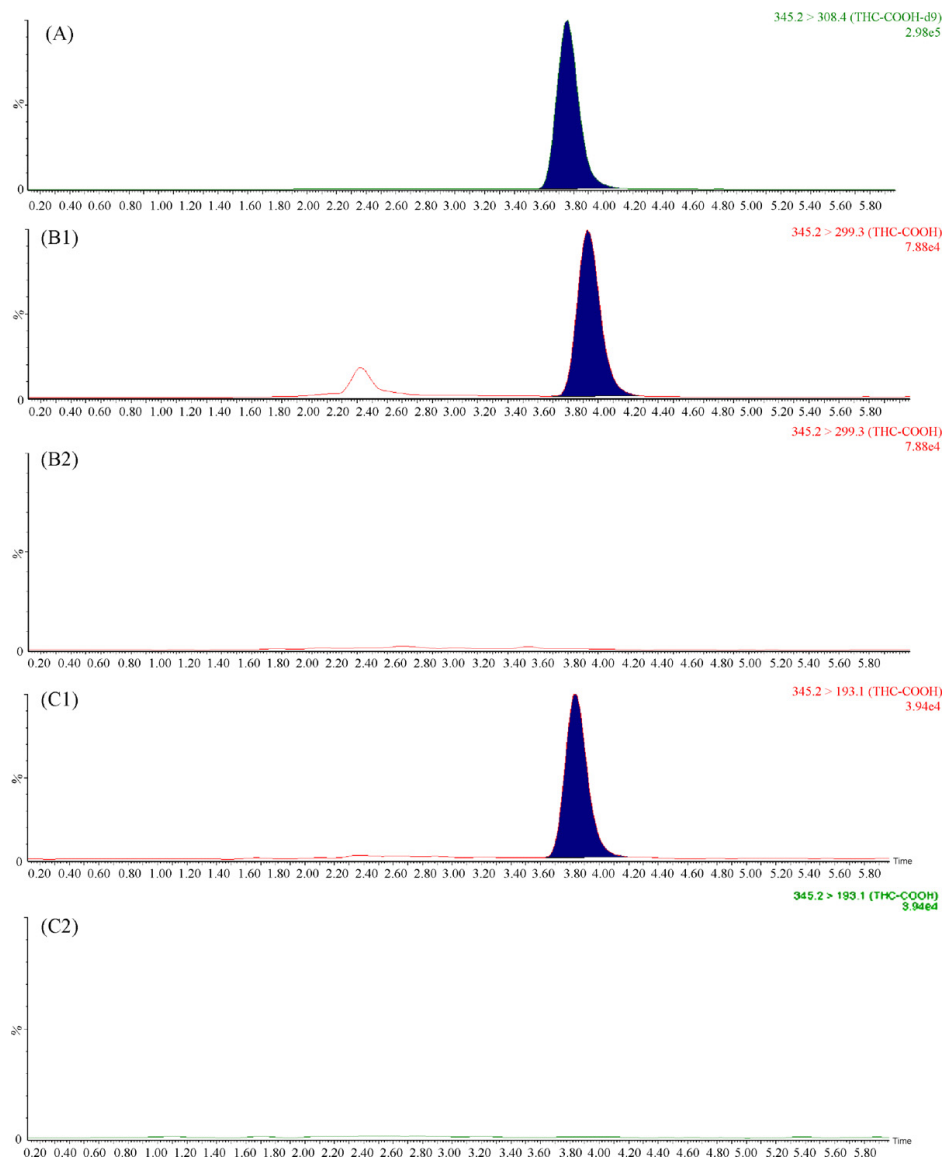 (A)
345.2 > 308.4 (THC-COOH-d9)
2.98e5
%
0
0.20 0.40 0.60 0.80 1.00 1.20 1.40 1.60 1.80 2.00 2.20 2.40 2.60 2.80 3.00 3.20 3.40 3.60 3.80 4.00 4.20 4.40 4.60 4.80 5.00 5.20 5.40 5.60 5.80
(B1)
345.2 > 299.3 (THC-COOH)
7.88e4
%
0
0.20 0.40 0.60 0.80 1.00 1.20 1.40 1.60 1.80 2.00 2.20 2.40 2.60 2.80 3.00 3.20 3.40 3.60 3.80 4.00 4.20 4.40 4.60 4.80 5.00 5.20 5.40 5.60 5.80
345.2 > 299.3 (THC-COOH)
7.88e4
(B2)
%
0
0.20 0.40 0.60 0.80 1.00 1.20 1.40 1.60 1.80 2.00 2.20 2.40 2.60 2.80 3.00 3.20 3.40 3.60 3.80 4.00 4.20 4.40 4.60 4.80 5.00 5.20 5.40 5.60 5.80
(C1)
345.2 > 193.1 (THC-COOH)
3.94e4
%
0
Time
0.20 0.40 0.60 0.80 1.00 1.20 1.40 1.60 1.80 2.00 2.20 2.40 2.60 2.80 3.00 3.20 3.40 3.60 3.80 4.00 4.20 4.40 4.60 4.80 5.00 5.20 5.40 5.60 5.80
345.2 > 193.1 (THC-COOH)
3.94e4
(C2)
%
0
Time
0.20 0.40 0.60 0.80 1.00 1.20 1.40 1.60 1.80 2.00 2.20 2.40 2.60 2.80 3.00 3.20 3.40 3.60 3.80 4.00 4.20 4.40 4.60 4.80 5.00 5.20 5.40 5.60 5.80